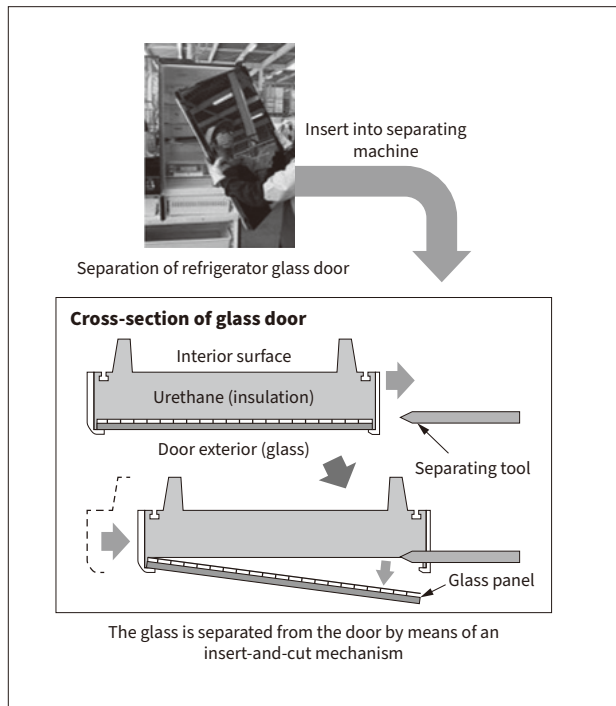 Insert into separating
machine
Separation of refrigerator glass door
Cross-section of glass door
Interior surface
Urethane (insulation)
Door exterior (glass)
Separating tool
Glass panel
The glass is separated from the door by means of an
insert-and-cut mechanism